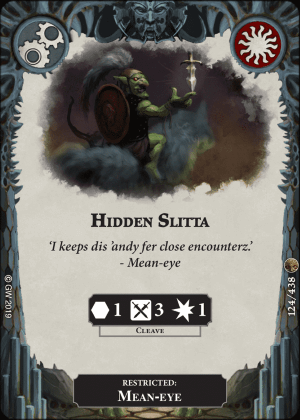 HIDDEN SLITTA
'I keeps dis 'andy fer close encounterz.'
- Mean-eye
1 3 1
CLEAVE
© GW 2019
124/438
RESTRICTED:
MEAN-EYE